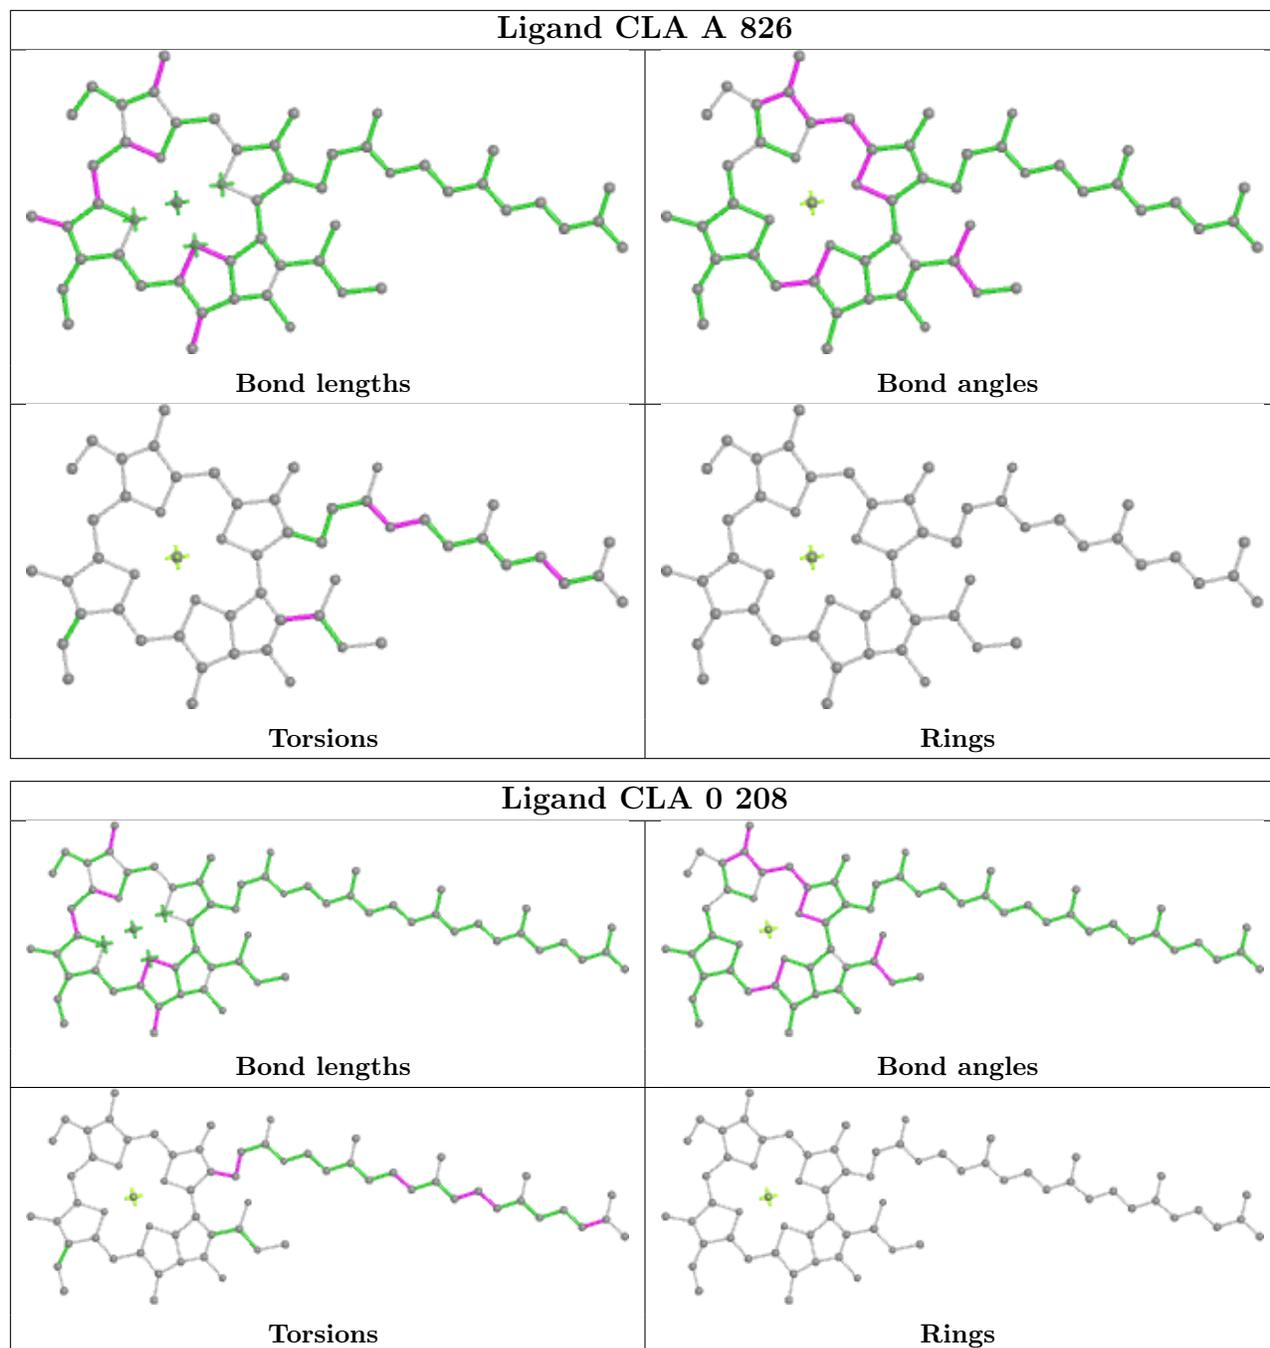 Ligand CLA A 826
Bond lengths
Bond angles
Torsions
Rings
Ligand CLA 0 208
Bond lengths
Bond angles
Torsions
Rings